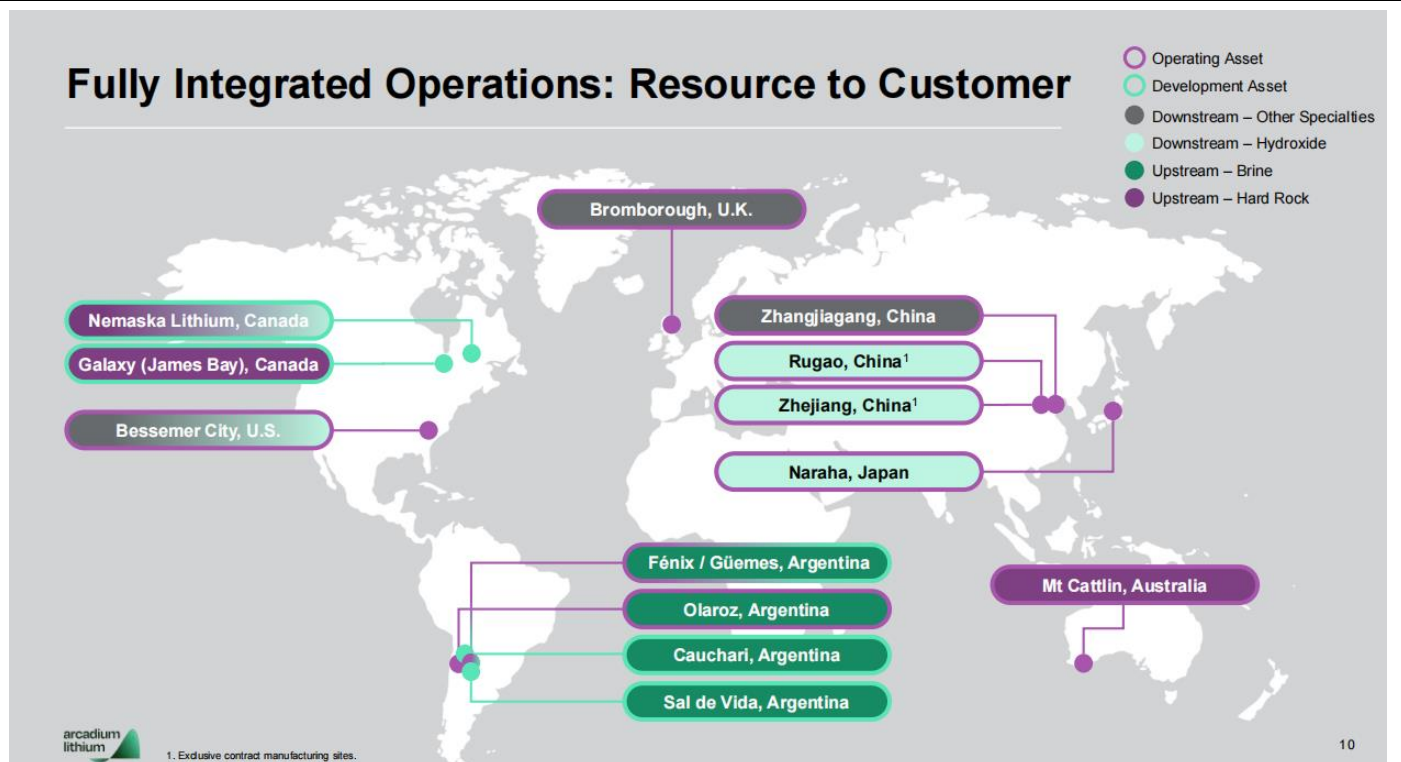 Fully Integrated Operations: Resource to Customer
Operating Asset
Development Asset
Downstream – Other Specialties
Downstream – Hydroxide
Upstream – Brine
Upstream – Hard Rock
Bromborough, U.K.
Nemaska Lithium, Canada
Galaxy (James Bay), Canada
Bessemer City, U.S.
Zhangjiagang, China
Rugao, China¹
Zhejiang, China¹
Naraha, Japan
Fénix / Güemes, Argentina
Olaroz, Argentina
Cauchari, Argentina
Sal de Vida, Argentina
Mt Cattlin, Australia
arcadium
lithium
1. Exclusive contract manufacturing sites.
10